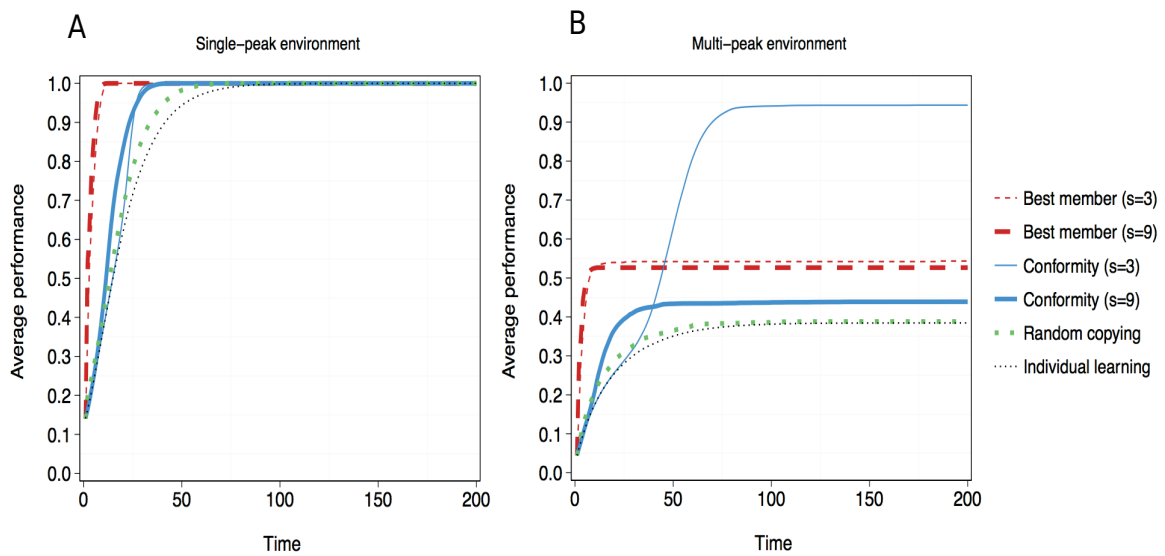 A
Single-peak environment
Average performance
1.0
0.9
0.8
0.7
0.6
0.5
0.4
0.3
0.2
0.1
0.0
0 50 100 150 200
Time
B
Multi-peak environment
Average performance
1.0
0.9
0.8
0.7
0.6
0.5
0.4
0.3
0.2
0.1
0.0
0 50 100 150 200
Time
Best member (s=3)
Best member (s=9)
Conformity (s=3)
Conformity (s=9)
Random copying
Individual learning